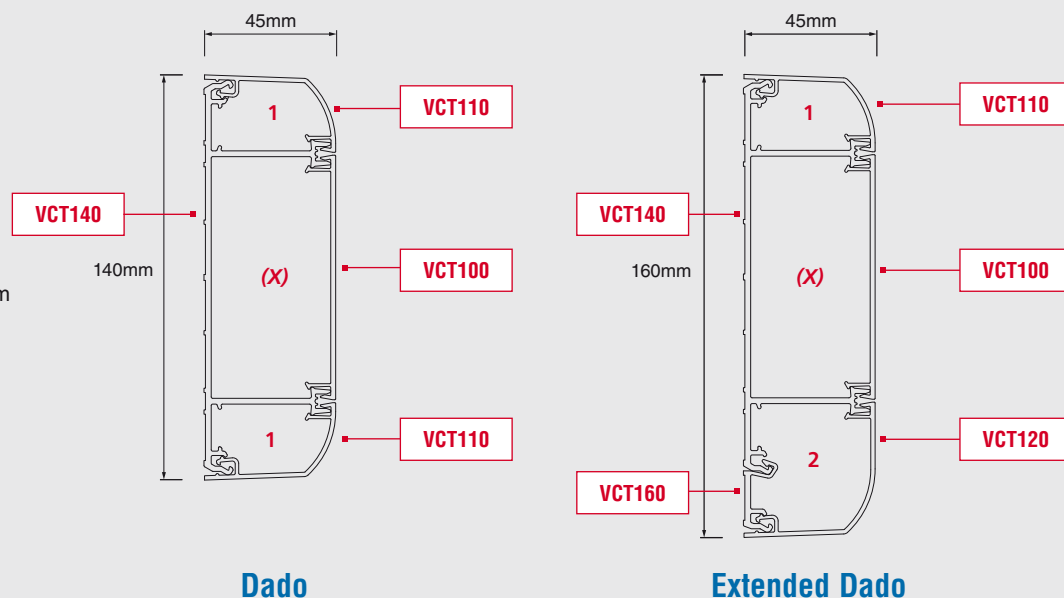 45mm
1
VCT110
VCT140
140mm
(X)
VCT100
m
1
VCT110
Dado
45mm
1
VCT110
VCT140
160mm
(X)
VCT100
2
VCT120
VCT160
Extended Dado